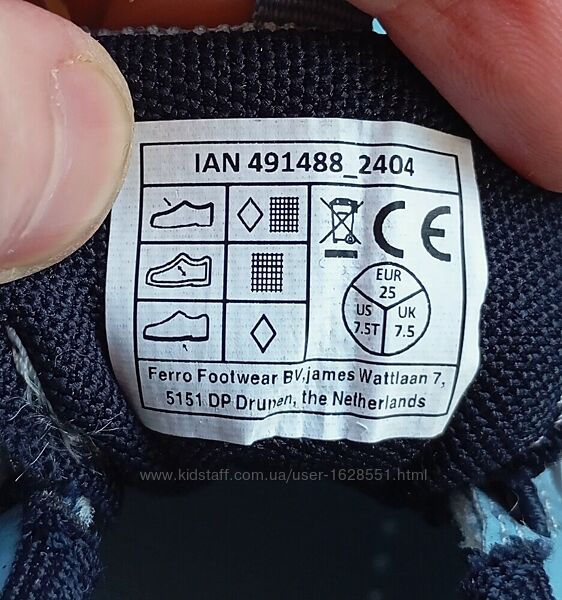 IAN 491488_2404
CE
EUR
25
US
7.5T
UK
7.5
Ferro Footwear BV,james Wattlaan 7,
5151 DP Drunen, the Netherlands
www.kidstaff.com.ua/user-1628551.html